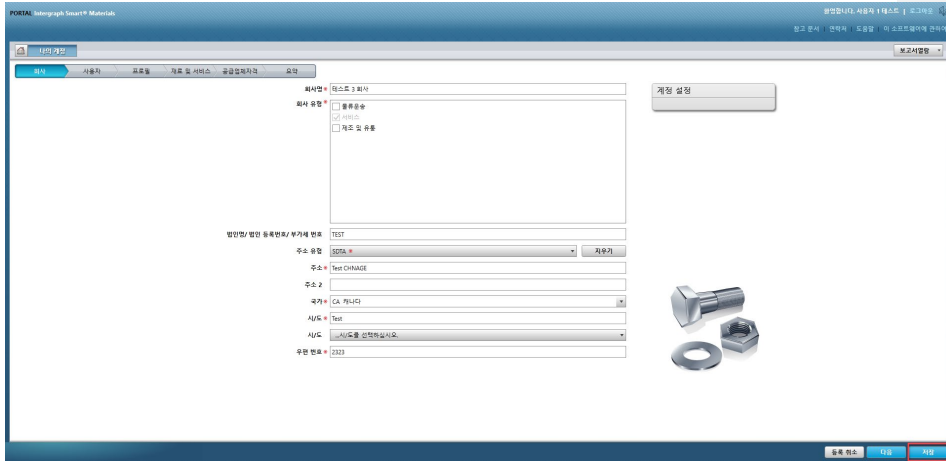 PORTAL Intergraph Smart® Materials
환영합니다. 사용자 1 테스트 | 로그아웃
참고 문서 | 연락처 | 도움말 | 이 소프트웨어에 관하여
나의 계정
보고서열람
회사 사용자 프로필 재료 및 서비스 공급업체자격 요약
회사명* 테스트 3 회사
계정 설정
회사 유형*
물류운송
서비스
제조 및 유통
법인명/ 법인 등록번호/ 부가세 번호 TEST
주소 유형 SDTA * 지우기
주소* Test CHNAGE
주소 2
국가* CA 캐나다
시/도* Test
시/도 ...시/도를 선택하십시오.
우편 번호* 2323
등록 취소 다음 저장